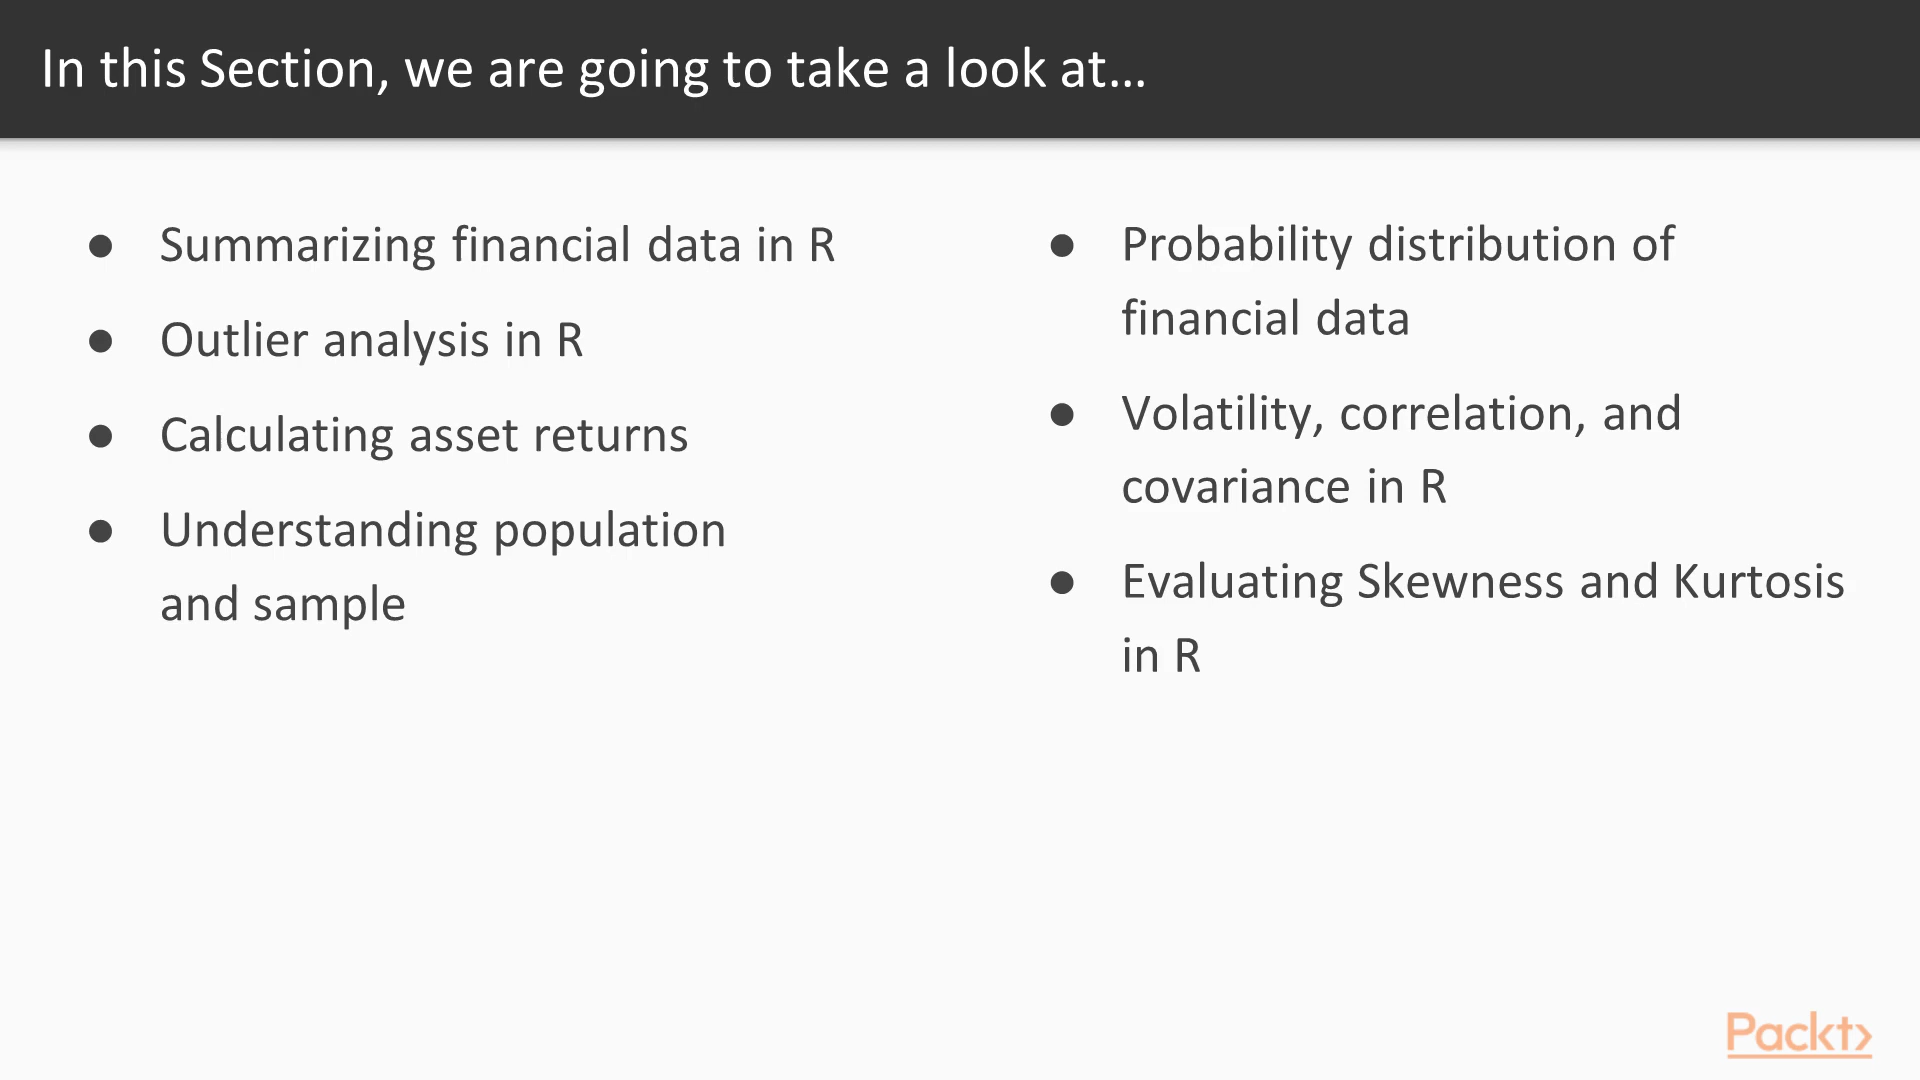 In this Section, we are going to take a look at…
● Summarizing financial data in R
● Outlier analysis in R
● Calculating asset returns
● Understanding population
and sample
● Probability distribution of
financial data
● Volatility, correlation, and
covariance in R
● Evaluating Skewness and Kurtosis
in R
Packt>